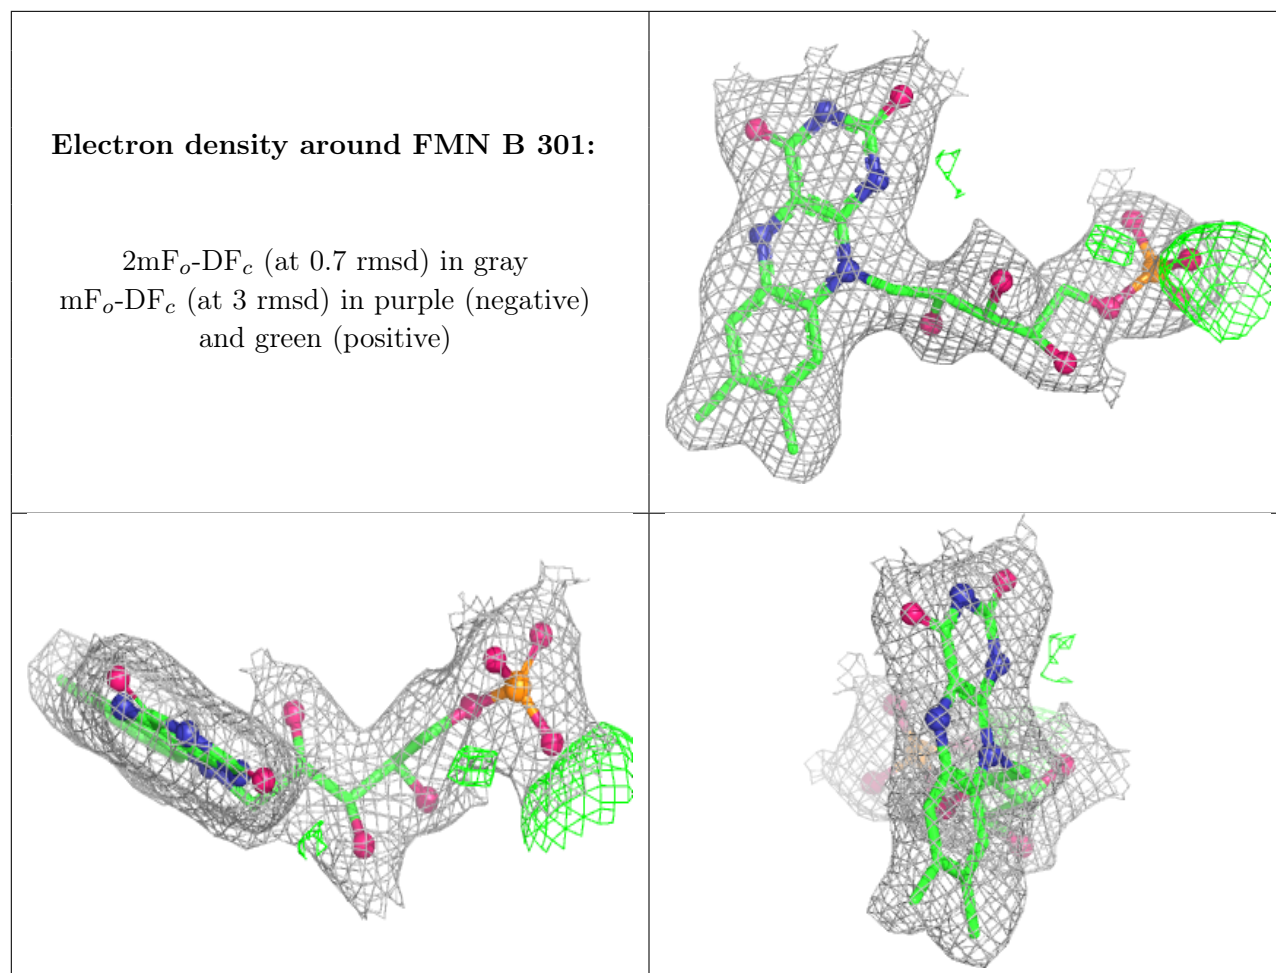 Electron density around FMN B 301:
2mFo-DFc (at 0.7 rmsd) in gray
mFo-DFc (at 3 rmsd) in purple (negative)
and green (positive)